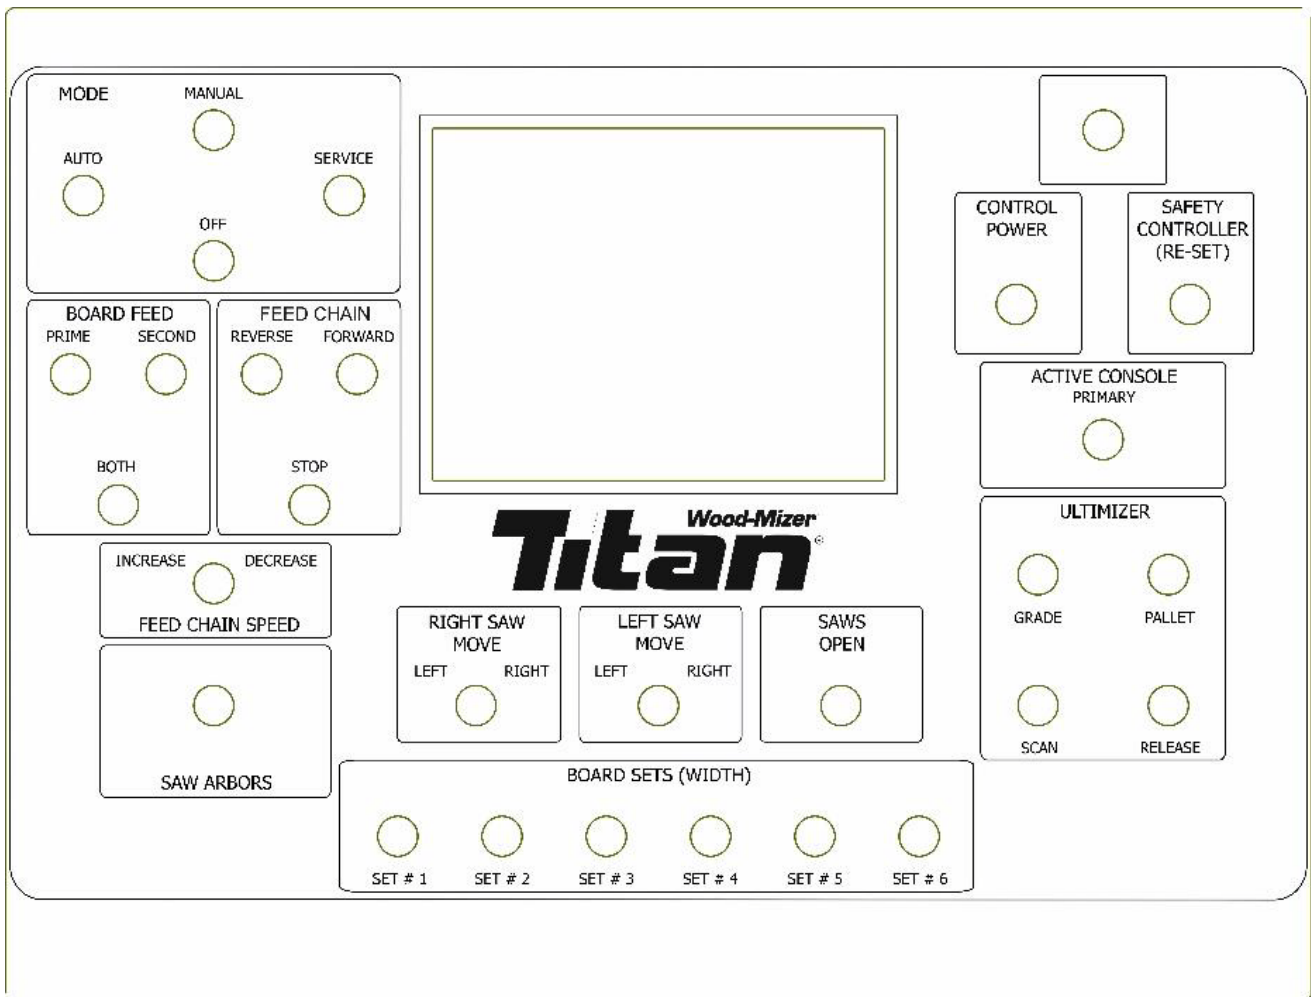 MODE
MANUAL
AUTO
SERVICE
OFF
BOARD FEED
PRIME SECOND
BOTH
FEED CHAIN
REVERSE FORWARD
STOP
INCREASE DECREASE
FEED CHAIN SPEED
SAW ARBORS
Wood-Mizer
Titan®
RIGHT SAW
MOVE
LEFT RIGHT
LEFT SAW
MOVE
LEFT RIGHT
SAWS
OPEN
BOARD SETS (WIDTH)
SET # 1 SET # 2 SET # 3 SET # 4 SET # 5 SET # 6
CONTROL
POWER
SAFETY
CONTROLLER
(RE-SET)
ACTIVE CONSOLE
PRIMARY
ULTIMIZER
GRADE PALLET
SCAN RELEASE